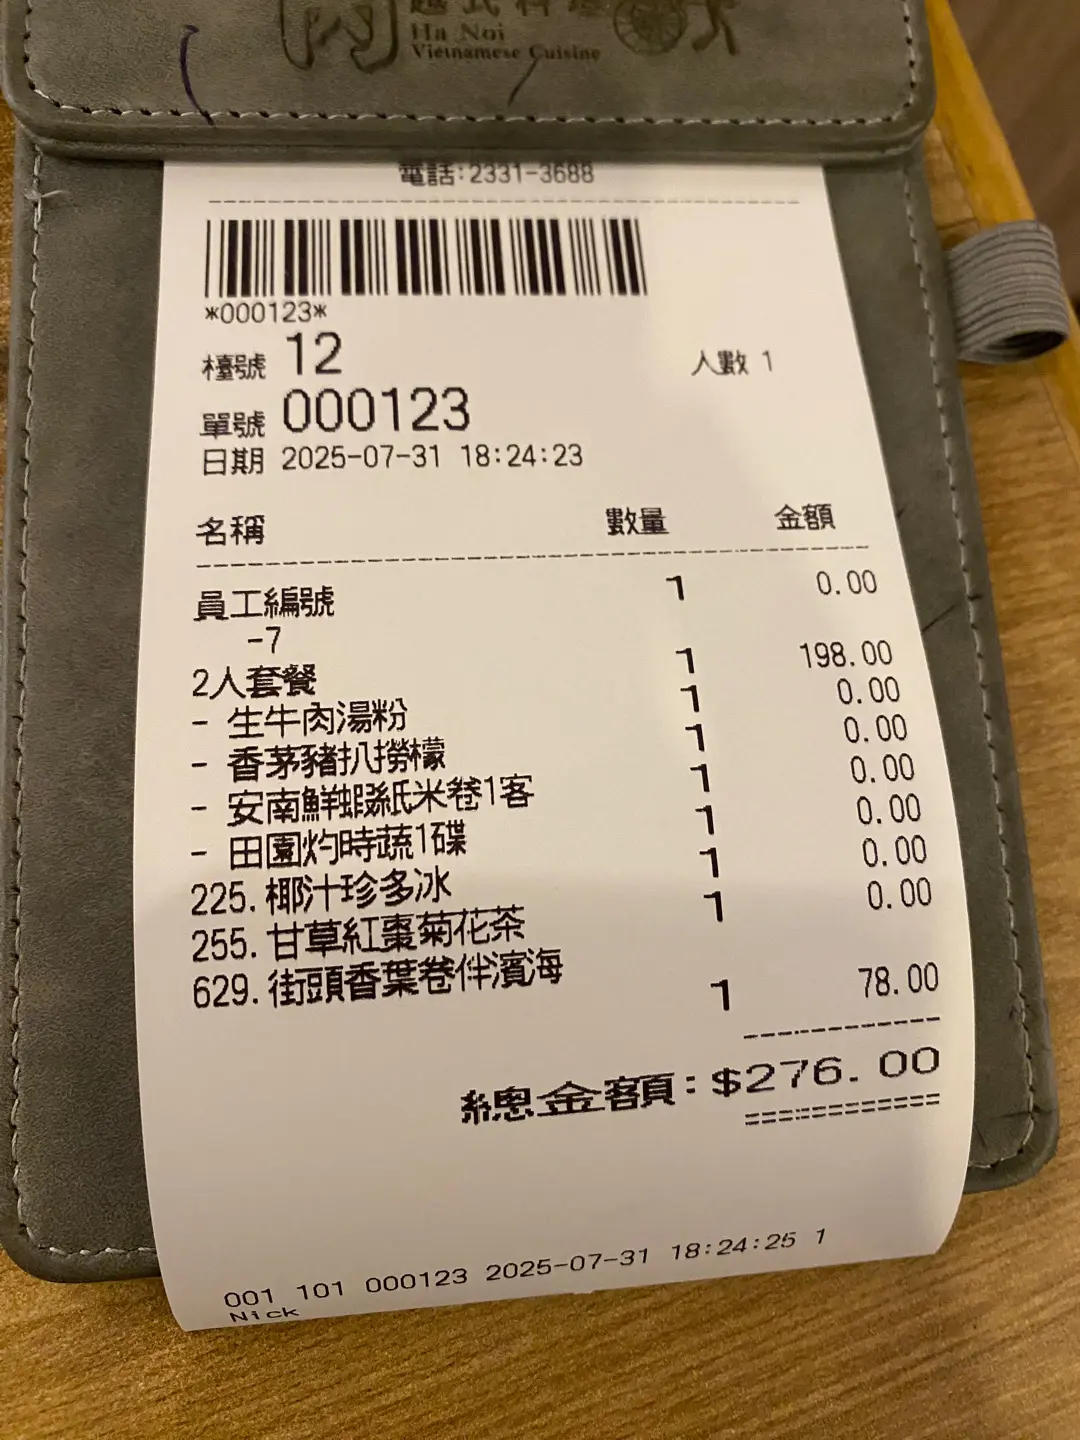 越式料理
Ha Noi
Vietnamese Cuisine
電話:2331-3688
*000123*
檯號 12 人數 1
單號 000123
日期 2025-07-31 18:24:23
名稱 數量 金額
員工編號 1 0.00
-7
2人套餐 1 198.00
- 生牛肉湯粉 1 0.00
- 香茅豬扒撈檬 1 0.00
- 安南鮮蝦紙米卷1客 1 0.00
- 田園灼時蔬1碟 1 0.00
225. 椰汁珍多冰 1 0.00
255. 甘草紅棗菊花茶 1 0.00
629. 街頭香葉卷伴濱海 1 78.00
總金額:$276.00
============
001 101 000123 2025-07-31 18:24:25 1
Nick